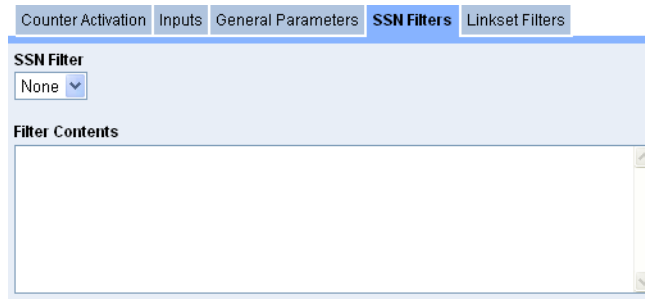 Counter Activation Inputs General Parameters SSN Filters Linkset Filters
SSN Filter
None
Filter Contents